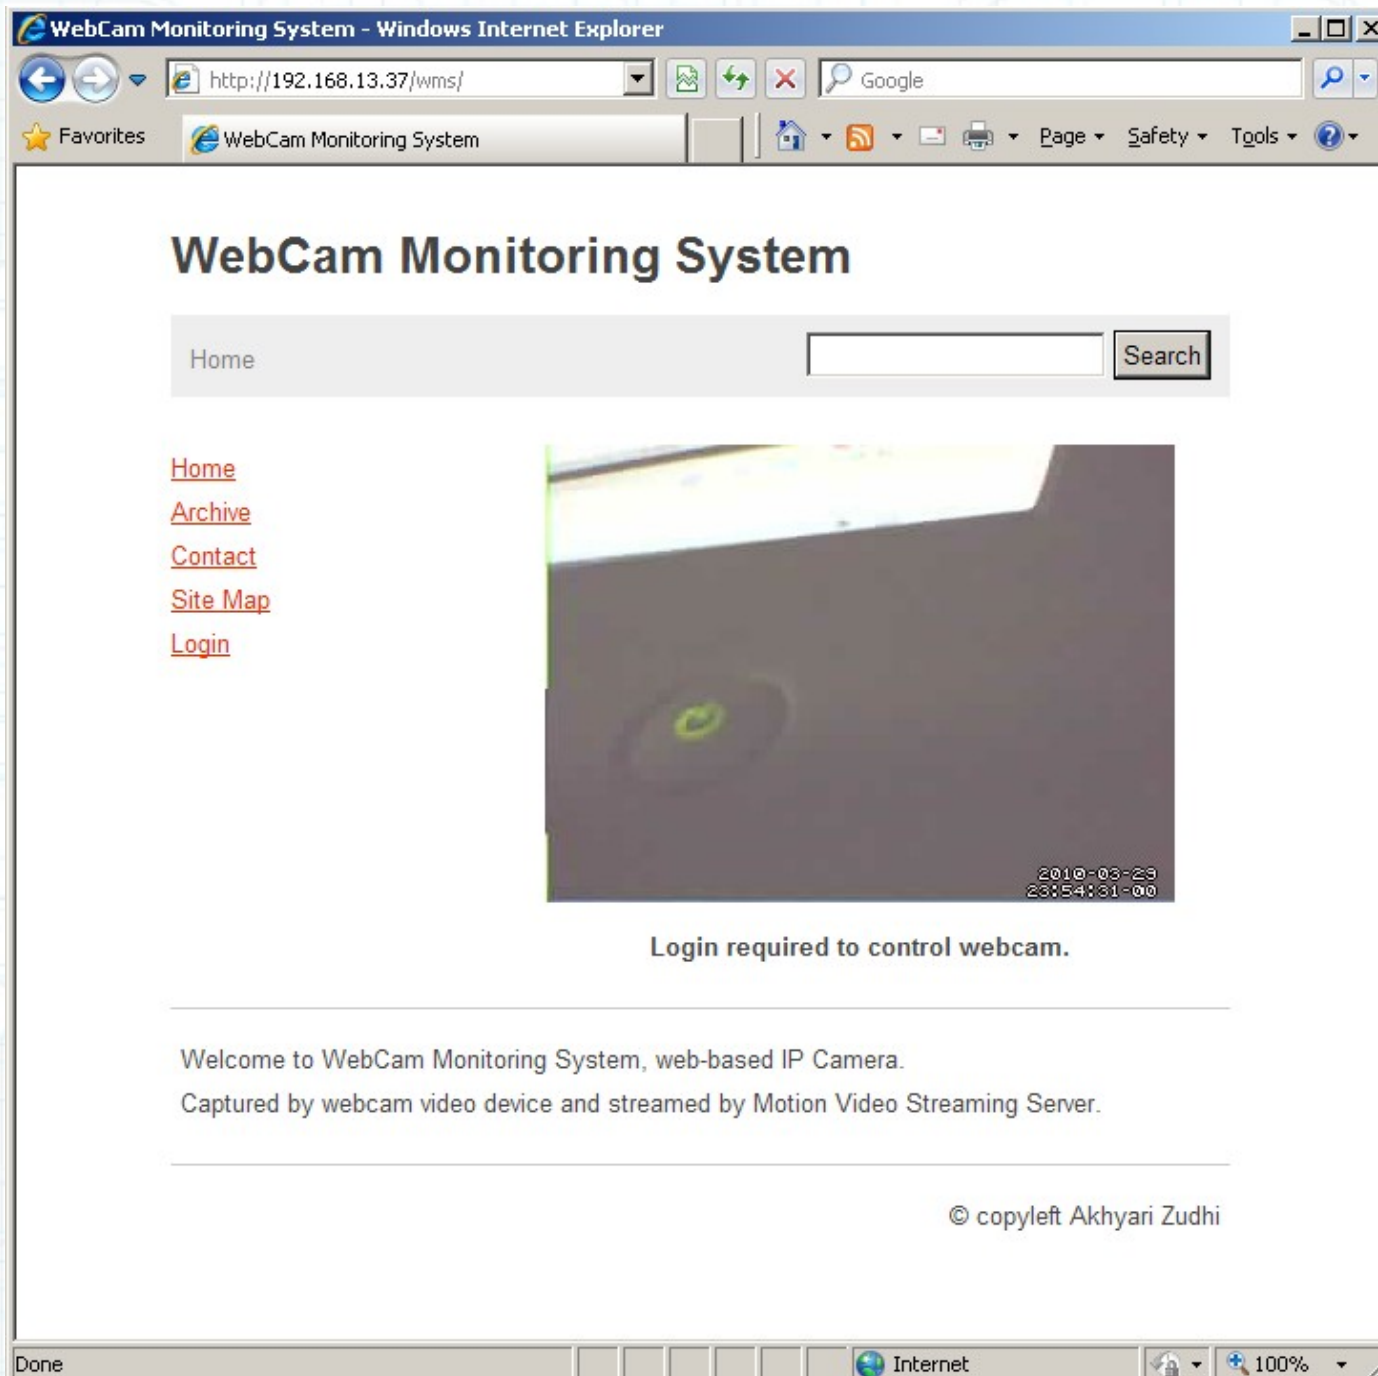 WebCam Monitoring System - Windows Internet Explorer
http://192.168.13.37/wms/
Google
Favorites
WebCam Monitoring System
Page
Safety
Tools
WebCam Monitoring System
Home
Search
Home
Archive
Contact
Site Map
Login
2010-03-29
23:54:31-00
Login required to control webcam.
Welcome to WebCam Monitoring System, web-based IP Camera.
Captured by webcam video device and streamed by Motion Video Streaming Server.
© copyleft Akhyari Zudhi
Done
Internet
100%